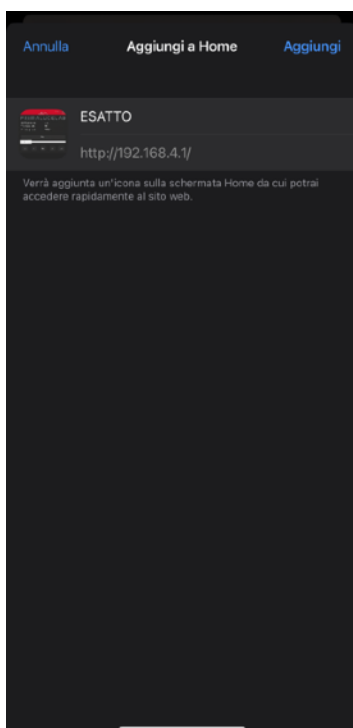 Annulla
Aggiungi a Home
Aggiungi
ESATTO
http://192.168.4.1/
Verrà aggiunta un'icona sulla schermata Home da cui potrai
accedere rapidamente al sito web.